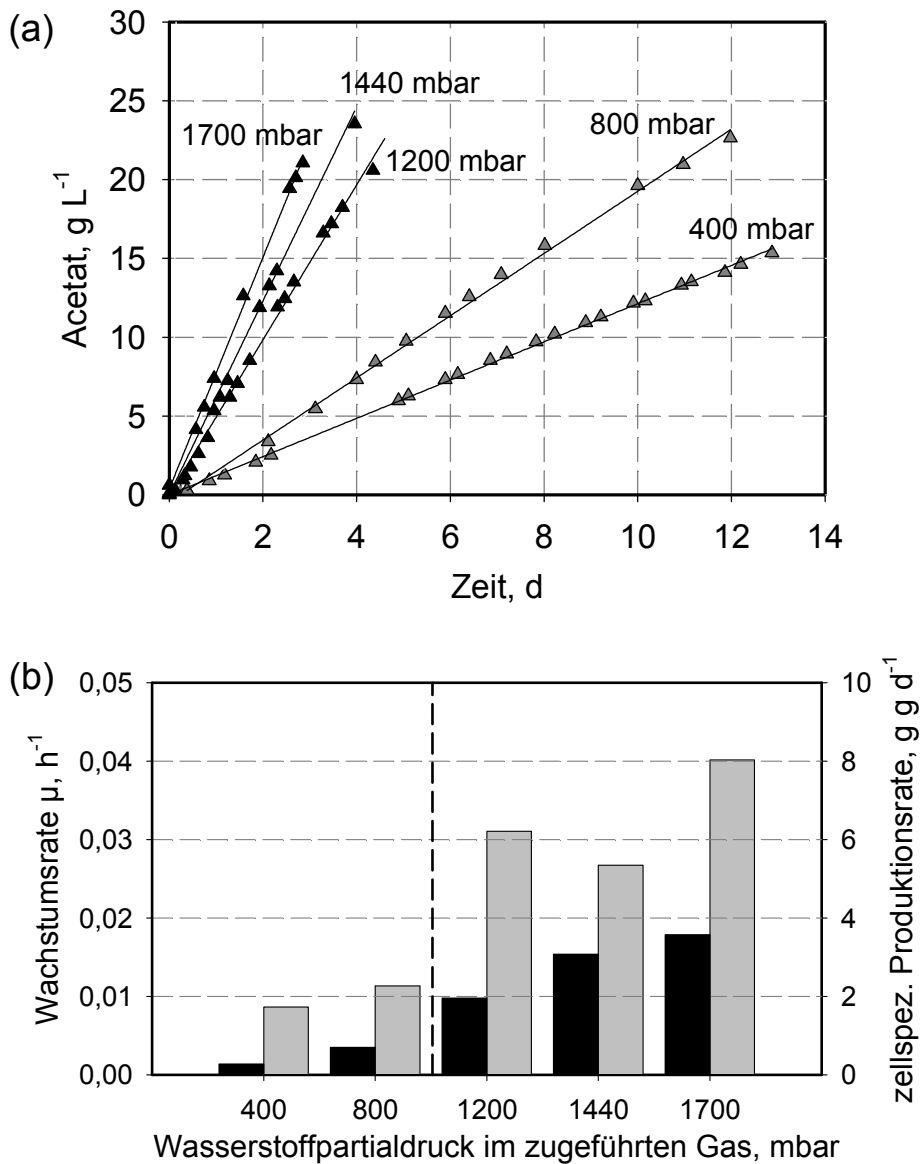 (a)
30
25
20
15
10
5
0
Acetat, g L⁻¹
1440 mbar
1700 mbar
1200 mbar
800 mbar
400 mbar
0 2 4 6 8 10 12 14
Zeit, d
(b)
0,05
0,04
0,03
0,02
0,01
0,00
Wachstumsrate µ, h⁻¹
10
8
6
4
2
0
zellspez. Produktionsrate, g g d⁻¹
400 800 1200 1440 1700
Wasserstoffpartialdruck im zugeführten Gas, mbar